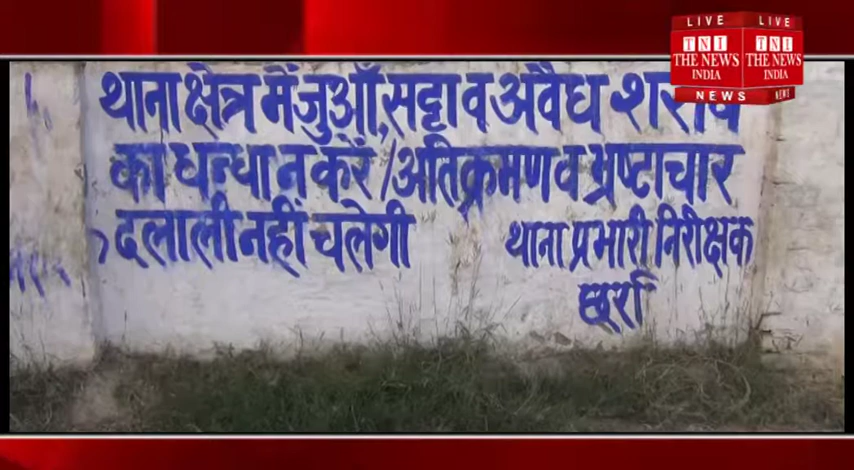 LIVE LIVE
TNI TNI
THE NEWS THE NEWS
INDIA INDIA
NEWS NEWS
थाना क्षेत्र में जुआँ, सट्टा व अवैध शराब
का धन्धा न करें / अतिक्रमण व भ्रष्टाचार
दलाली नहीं चलेगी
थाना प्रभारी निरीक्षक
छर्रा